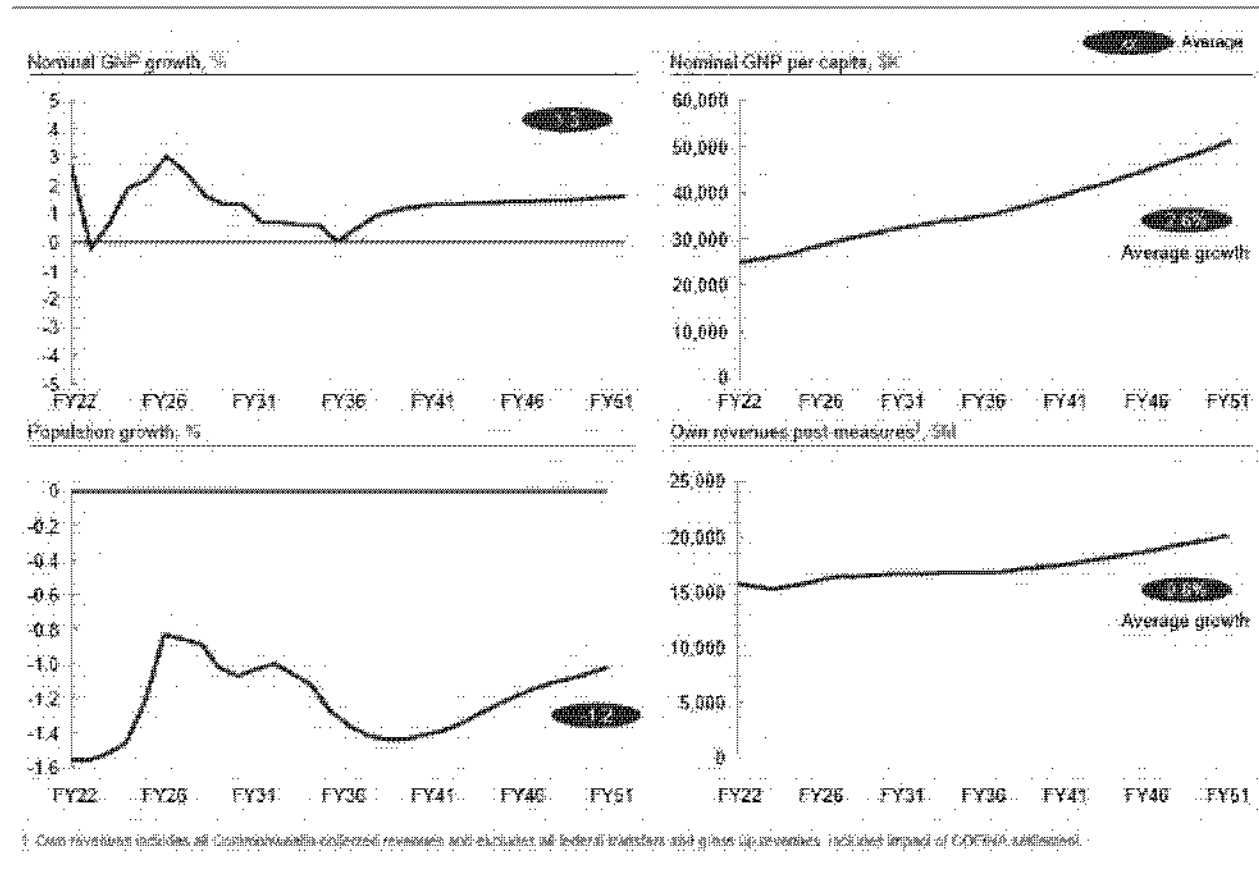 Average
Nominal GNP growth, %
Nominal GNP per capita, $K
5
4
3
2
1
0
-1
-2
-3
-4
-5
FY22 FY26 FY31 FY36 FY41 FY46 FY51
60,000
50,000
40,000
30,000
20,000
10,000
0
2.6%
Average growth
FY22 FY26 FY31 FY36 FY41 FY46 FY51
Population growth, %
Own revenues post-measures¹, $M
0
-0.2
-0.4
-0.6
-0.8
-1.0
-1.2
-1.4
-1.6
-1.2
FY22 FY26 FY31 FY36 FY41 FY46 FY51
25,000
20,000
15,000
10,000
5,000
0
Average growth
FY22 FY26 FY31 FY36 FY41 FY46 FY51
1 Own revenues includes all Commonwealth-collected revenues and excludes all federal transfers and gross up revenues. Includes impact of COFINA settlement.